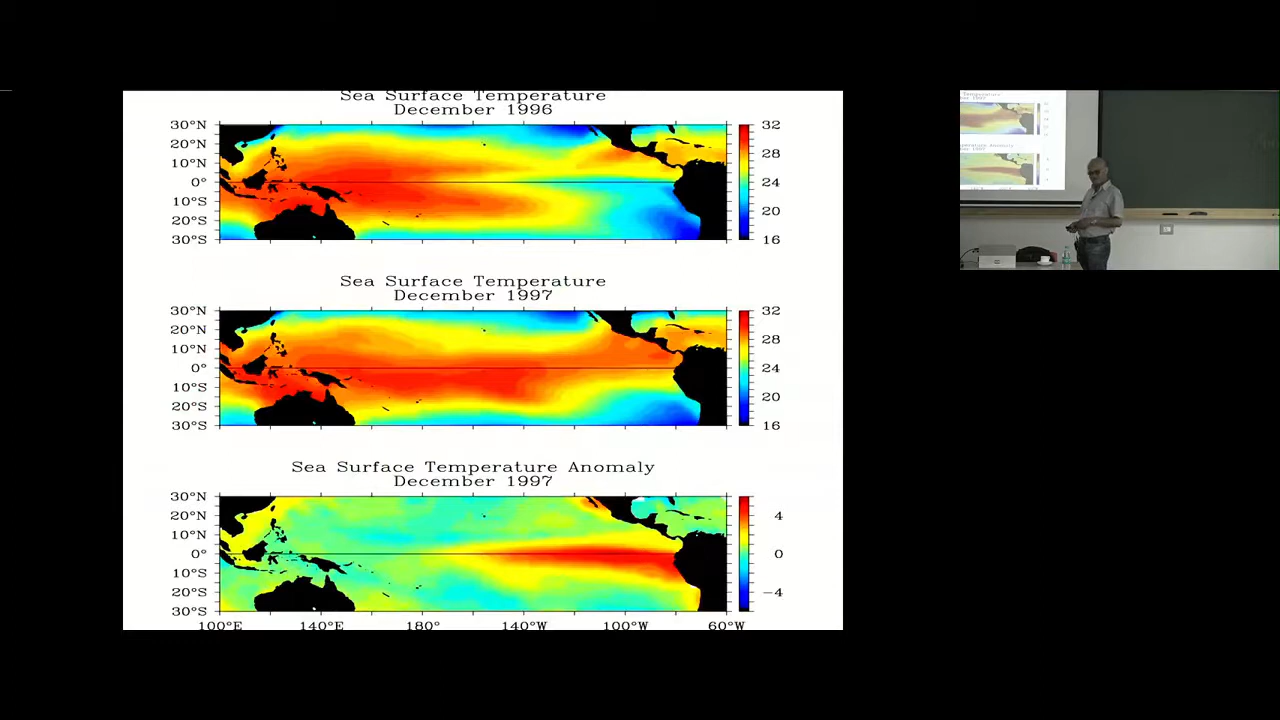 Sea Surface Temperature
December 1996
30°N
20°N
10°N
0°
10°S
20°S
30°S
32
28
24
20
16
Sea Surface Temperature
December 1997
30°N
20°N
10°N
0°
10°S
20°S
30°S
32
28
24
20
16
Sea Surface Temperature Anomaly
December 1997
30°N
20°N
10°N
0°
10°S
20°S
30°S
4
0
−4
100°E 140°E 180° 140°W 100°W 60°W